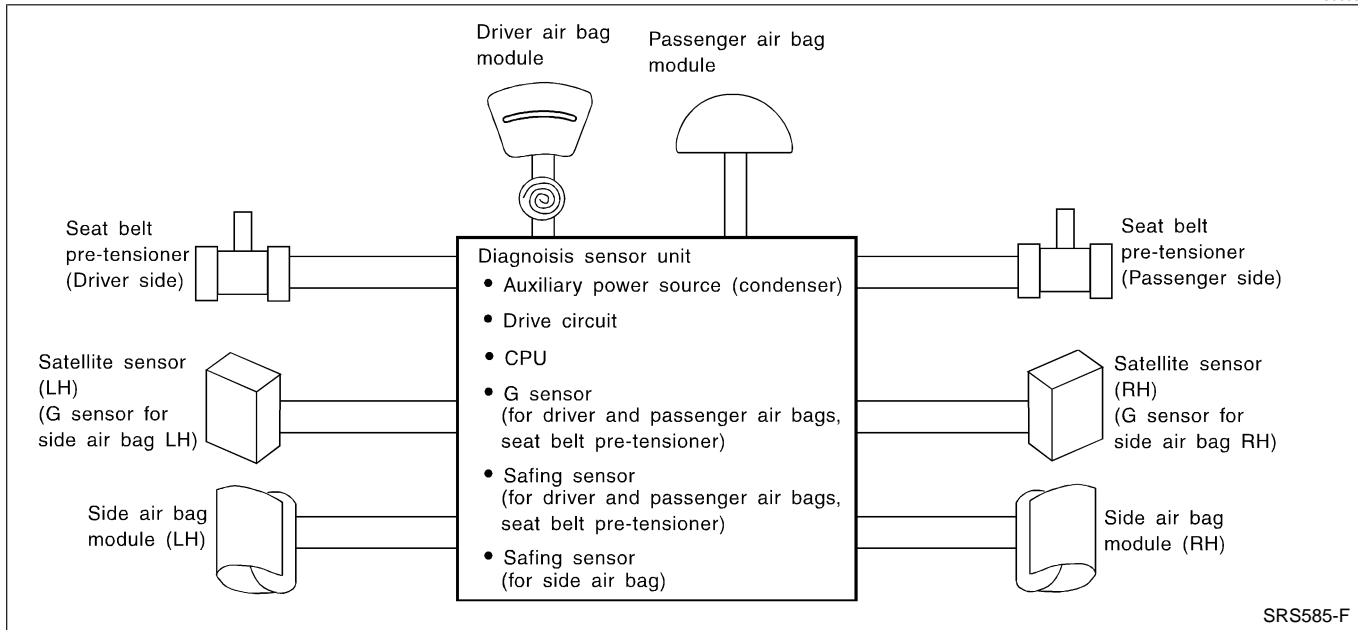 Driver air bag
module
Passenger air bag
module
Seat belt
pre-tensioner
(Driver side)
Satellite sensor
(LH)
(G sensor for
side air bag LH)
Side air bag
module (LH)
Diagnoisis sensor unit
• Auxiliary power source (condenser)
• Drive circuit
• CPU
• G sensor
(for driver and passenger air bags,
seat belt pre-tensioner)
• Safing sensor
(for driver and passenger air bags,
seat belt pre-tensioner)
• Safing sensor
(for side air bag)
Seat belt
pre-tensioner
(Passenger side)
Satellite sensor
(RH)
(G sensor for
side air bag RH)
Side air bag
module (RH)
SRS585-F